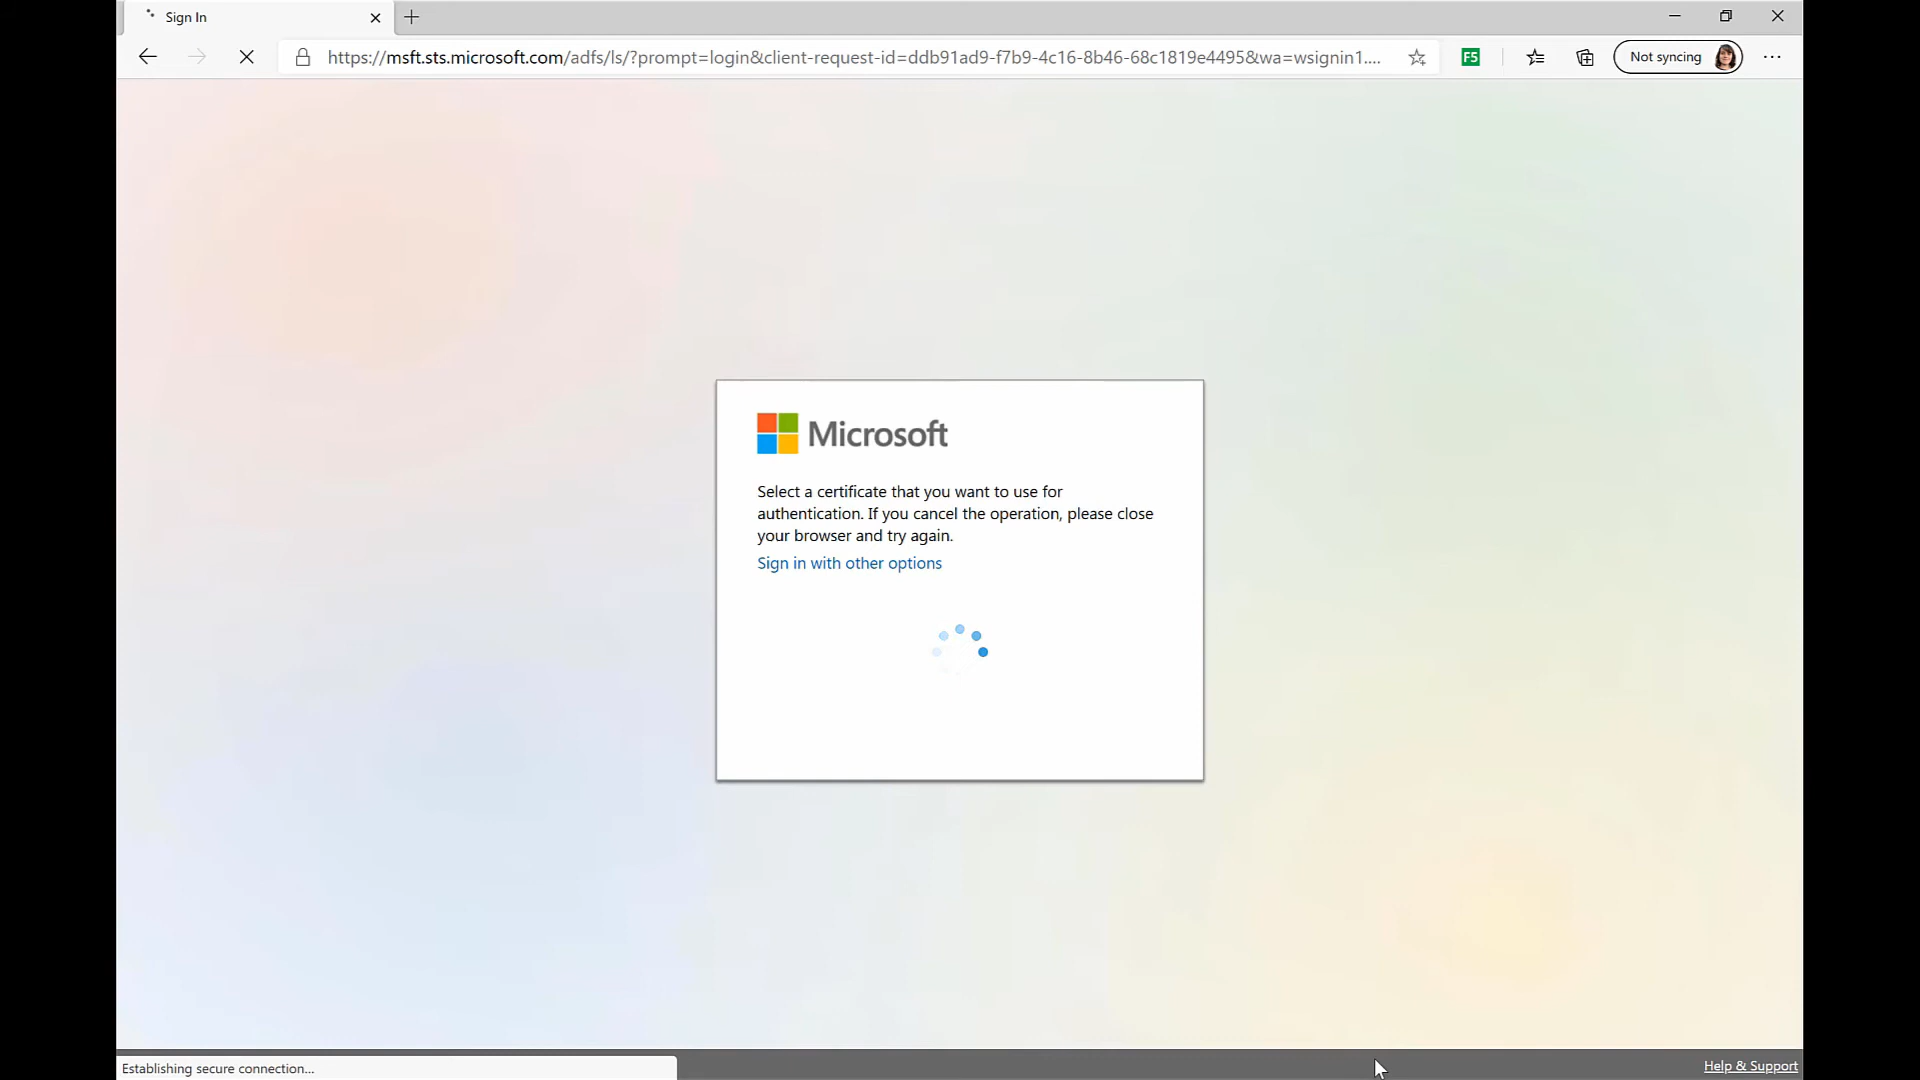 Sign In
https://msft.sts.microsoft.com/adfs/ls/?prompt=login&client-request-id=ddb91ad9-f7b9-4c16-8b46-68c1819e4495&wa=wsignin1....
F5
Not syncing
Microsoft
Select a certificate that you want to use for
authentication. If you cancel the operation, please close
your browser and try again.
Sign in with other options
Establishing secure connection...
Help & Support